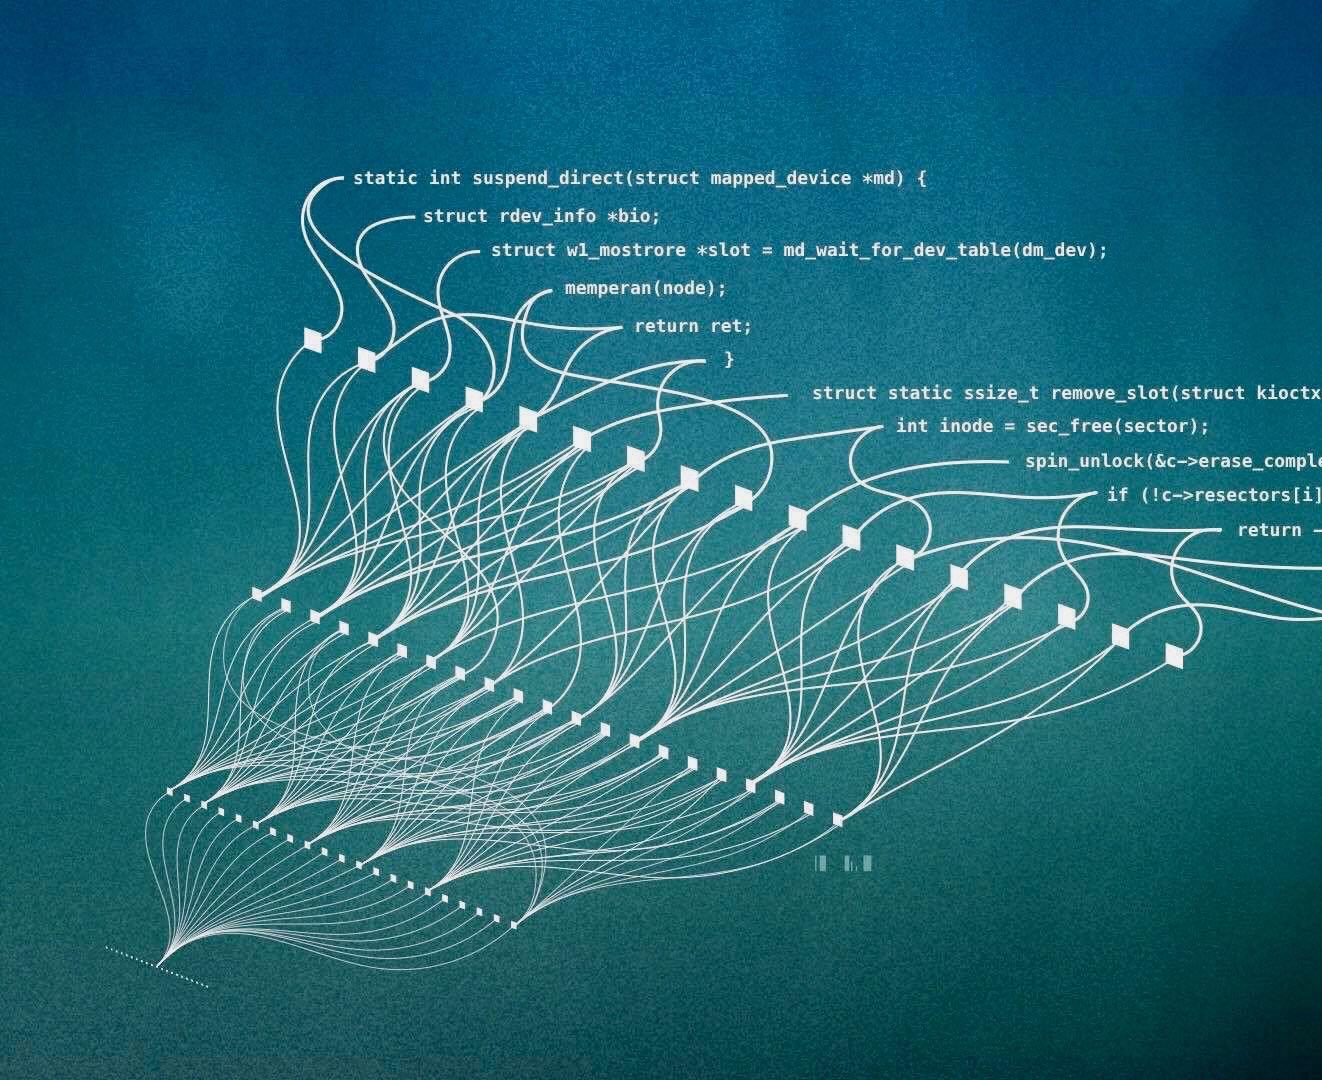 static int suspend_direct(struct mapped_device *md) {
struct rdev_info *bio;
struct w1_mostrore *slot = md_wait_for_dev_table(dm_dev);
memperan(node);
return ret;
}
struct static ssize_t remove_slot(struct kioctx
int inode = sec_free(sector);
spin_unlock(&c->erase_comple
if (!c->resectors[i]
return -